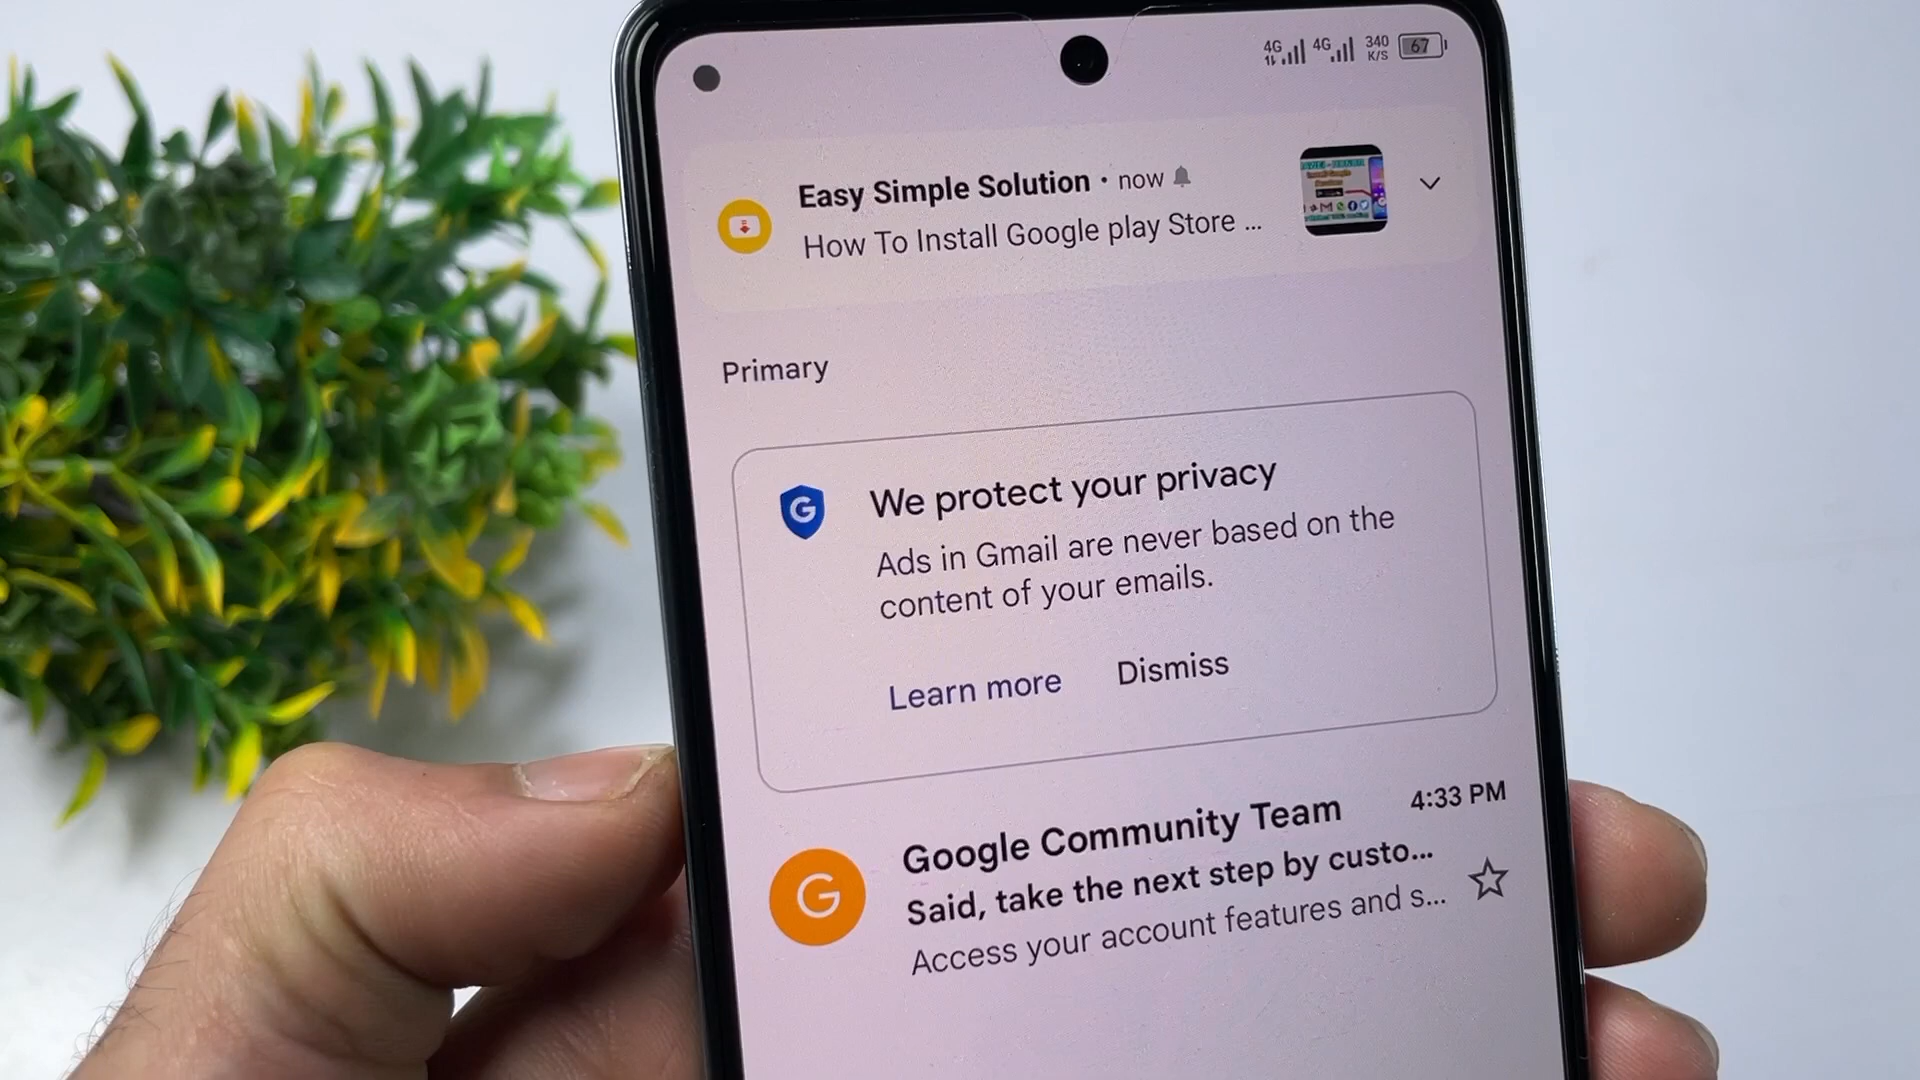 4G 4G 340 K/S 67
Easy Simple Solution · now
How To Install Google play Store ...
Primary
We protect your privacy
Ads in Gmail are never based on the
content of your emails.
Learn more Dismiss
Google Community Team 4:33 PM
Said, take the next step by custo...
Access your account features and s...